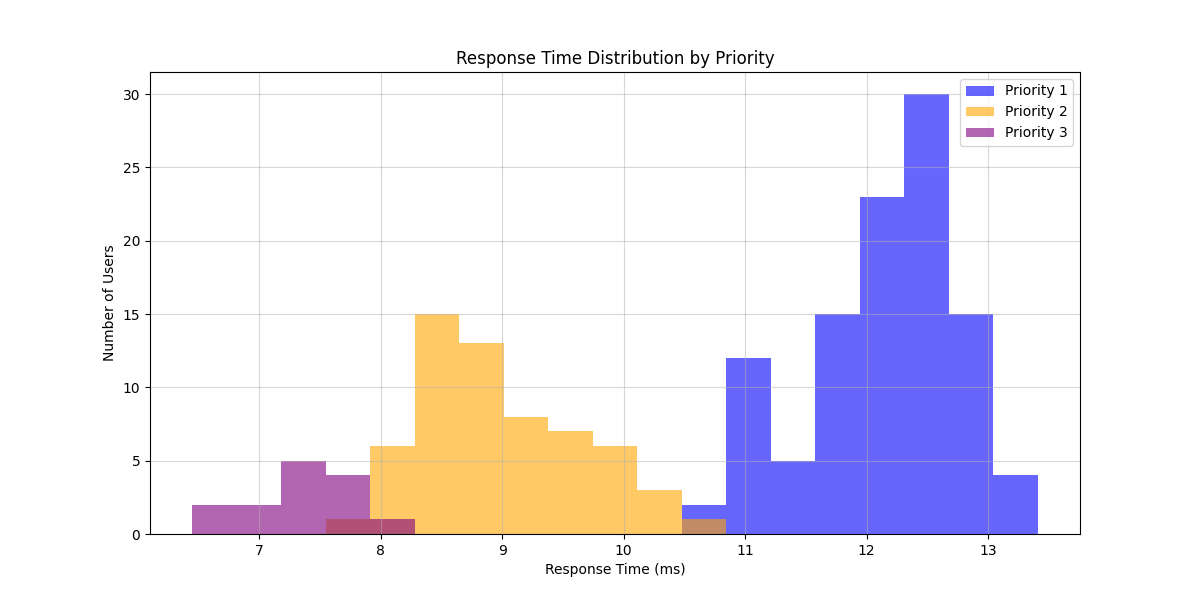 Response Time Distribution by Priority
Priority 1
Priority 2
Priority 3
30
25
20
15
10
5
0
Number of Users
7 8 9 10 11 12 13
Response Time (ms)